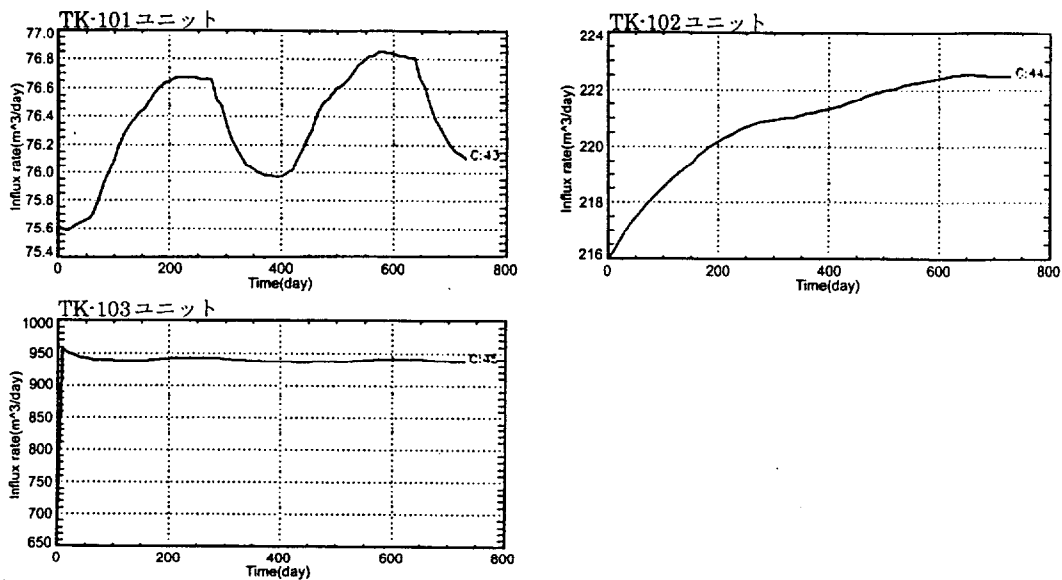 TK-101ユニット
77.0
76.8
76.6
76.4
76.2
76.0
75.8
75.6
75.4
Influx rate(m^3/day)
0 200 400 600 800
Time(day)
C:43
TK-102ユニット
224
222
220
218
216
Influx rate(m^3/day)
0 200 400 600 800
Time(day)
C:44
TK-103ユニット
1000
950
900
850
800
750
700
650
Influx rate(m^3/day)
0 200 400 600 800
Time(day)
C:45